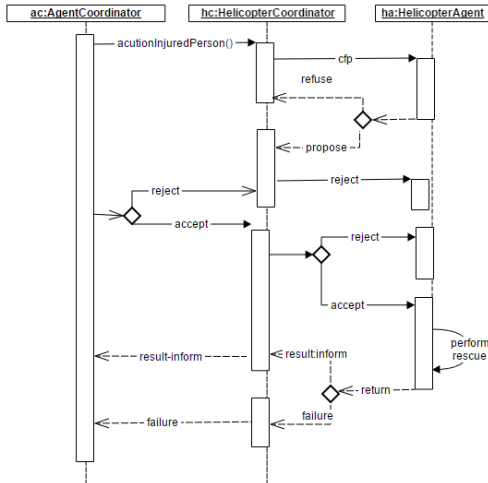 ac:AgentCoordinator
hc:HelicopterCoordinator
ha:HelicopterAgent
acutionInjuredPerson()
cfp
refuse
propose
reject
reject
accept
reject
accept
perform
rescue
result-inform
result:inform
return
failure
failure